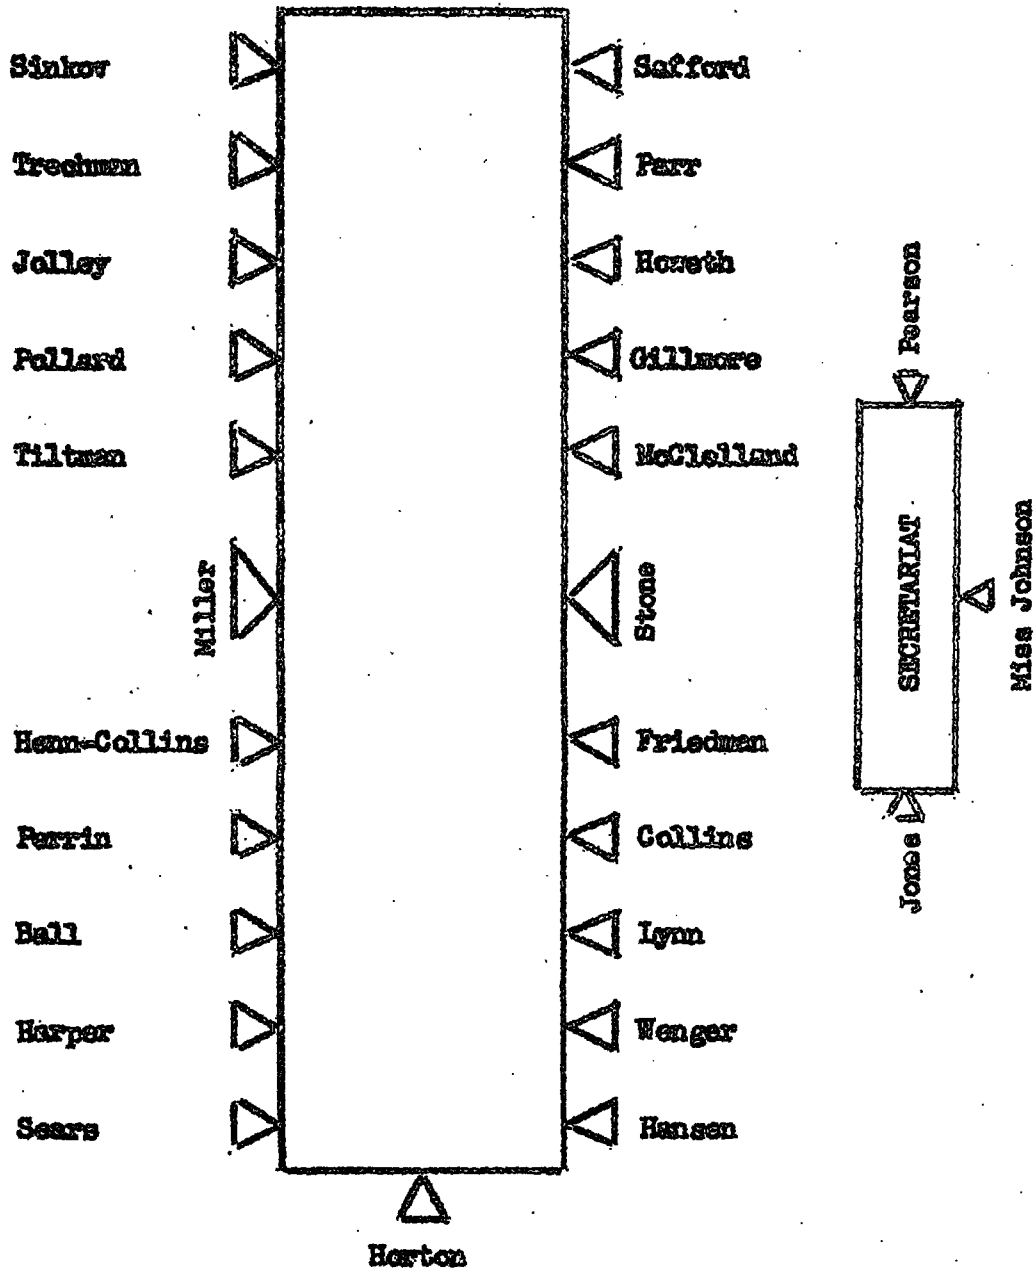 Sinkov
Safford
Trechman
Parr
Jolley
Howeth
Pollard
Gillmore
Tiltman
McClelland
Miller
Stone
Henn-Collins
Friedman
Perrin
Collins
Ball
Lynn
Harper
Wenger
Sears
Hansen
Horton
Pearson
SECRETARIAT
Miss Johnson
Jones